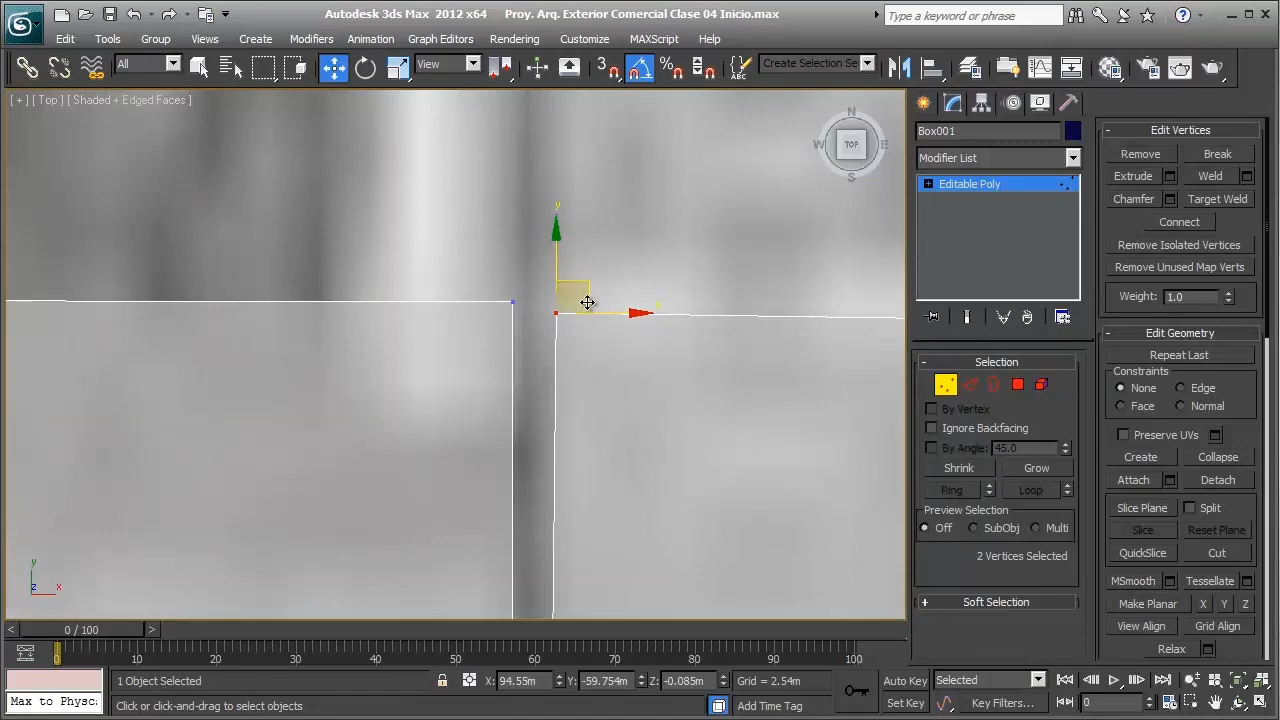 Autodesk 3ds Max 2012 x64 Proy. Arq. Exterior Comercial Clase 04 Inicio.max
Type a keyword or phrase
Edit Tools Group Views Create Modifiers Animation Graph Editors Rendering Customize MAXScript Help
All
View
3
Create Selection Se
[ + ] [ Top ] [ Shaded + Edged Faces ]
N
W TOP E
S
y
y
z x
Box001
Modifier List
Editable Poly
- Selection
By Vertex
Ignore Backfacing
By Angle: 45.0
Shrink Grow
Ring Loop
Preview Selection
Off SubObj Multi
2 Vertices Selected
+ Soft Selection
- Edit Vertices
Remove Break
Extrude Weld
Chamfer Target Weld
Connect
Remove Isolated Vertices
Remove Unused Map Verts
Weight: 1.0
- Edit Geometry
Repeat Last
Constraints
None Edge
Face Normal
Preserve UVs
Create Collapse
Attach Detach
Slice Plane Split
Slice Reset Plane
QuickSlice Cut
MSmooth Tessellate
Make Planar X Y Z
View Align Grid Align
Relax
< 0 / 100 >
0 10 20 30 40 50 60 70 80 90 100
1 Object Selected X: 94.55m Y: -59.754m Z: -0.085m Grid = 2.54m Auto Key Selected
Max to Physc: Click or click-and-drag to select objects Add Time Tag Set Key Key Filters... 0